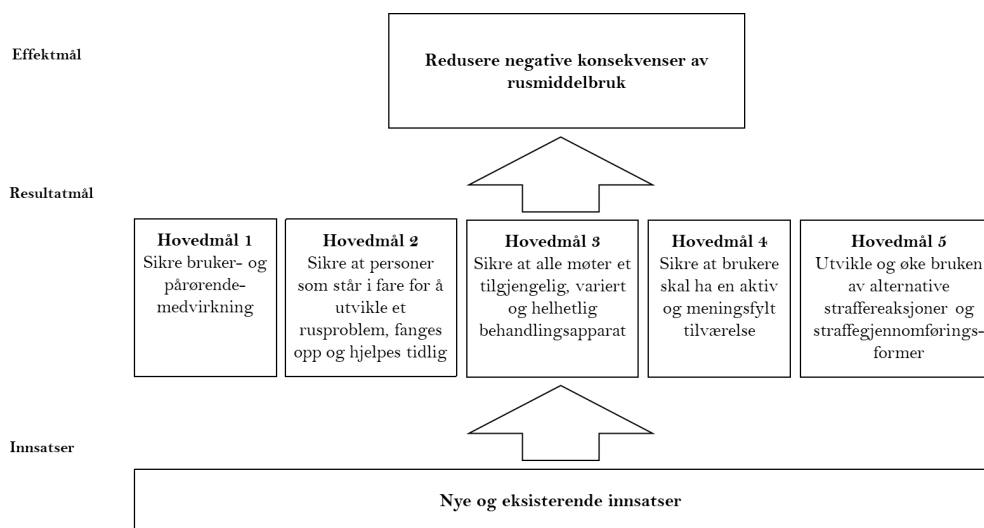 Effektmål
Redusere negative konsekvenser av
rusmiddelbruk
Resultatmål
Hovedmål 1
Sikre bruker- og
pårørende-
medvirkning
Hovedmål 2
Sikre at personer
som står i fare for å
utvikle et
rusproblem, fanges
opp og hjelpes tidlig
Hovedmål 3
Sikre at alle møter et
tilgjengelig, variert
og helhetlig
behandlingsapparat
Hovedmål 4
Sikre at brukere
skal ha en aktiv
og meningsfylt
tilværelse
Hovedmål 5
Utvikle og øke bruken
av alternative
straffereaksjoner og
straffegjennomførings-
former
Innsatser
Nye og eksisterende innsatser